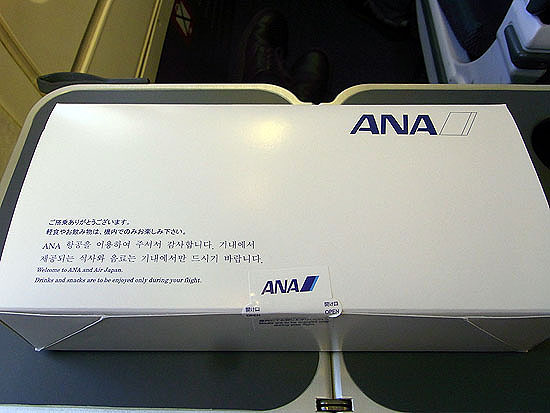 ANA
ご搭乗ありがとうございます。
軽食やお飲み物は、機内でのみお楽しみ下さい。
ANA 항공을 이용하여 주셔서 감사합니다. 기내에서
제공되는 식사와 음료는 기내에서만 드시기 바랍니다.
Welcome to ANA and Air Japan.
Drinks and snacks are to be enjoyed only during your flight.
ANA
開け口
OPEN
開け口
OPEN